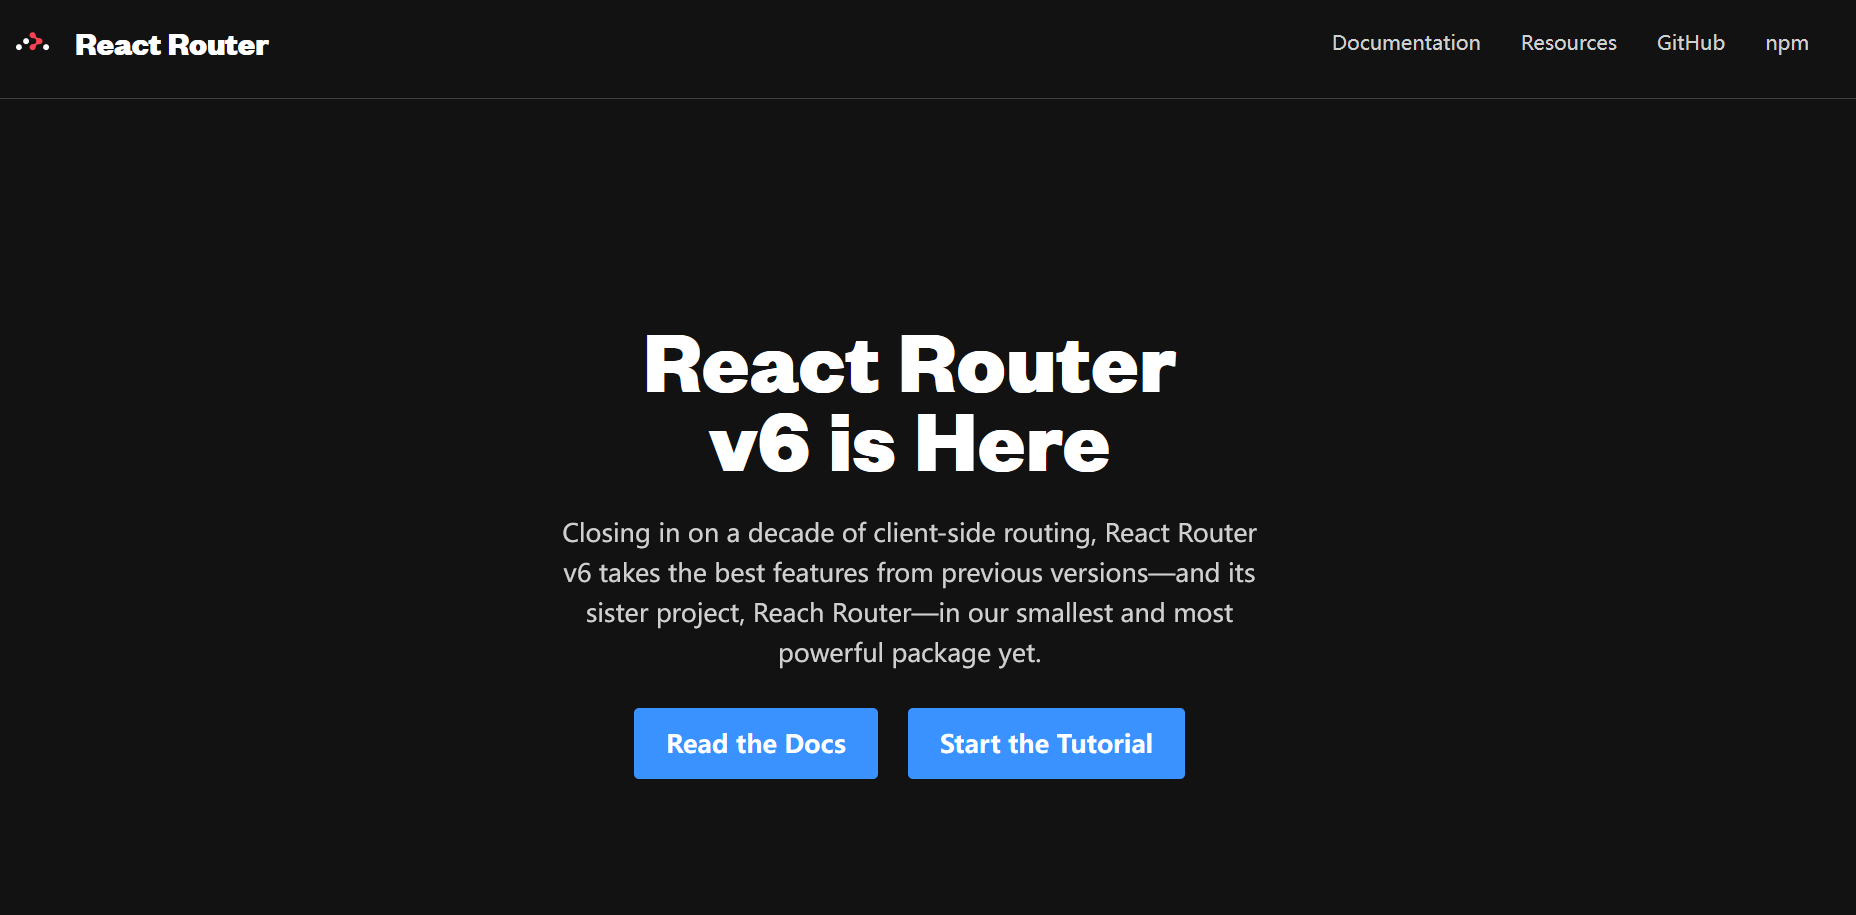 React Router
Documentation Resources GitHub npm
React Router
v6 is Here
Closing in on a decade of client-side routing, React Router
v6 takes the best features from previous versions—and its
sister project, Reach Router—in our smallest and most
powerful package yet.
Read the Docs Start the Tutorial